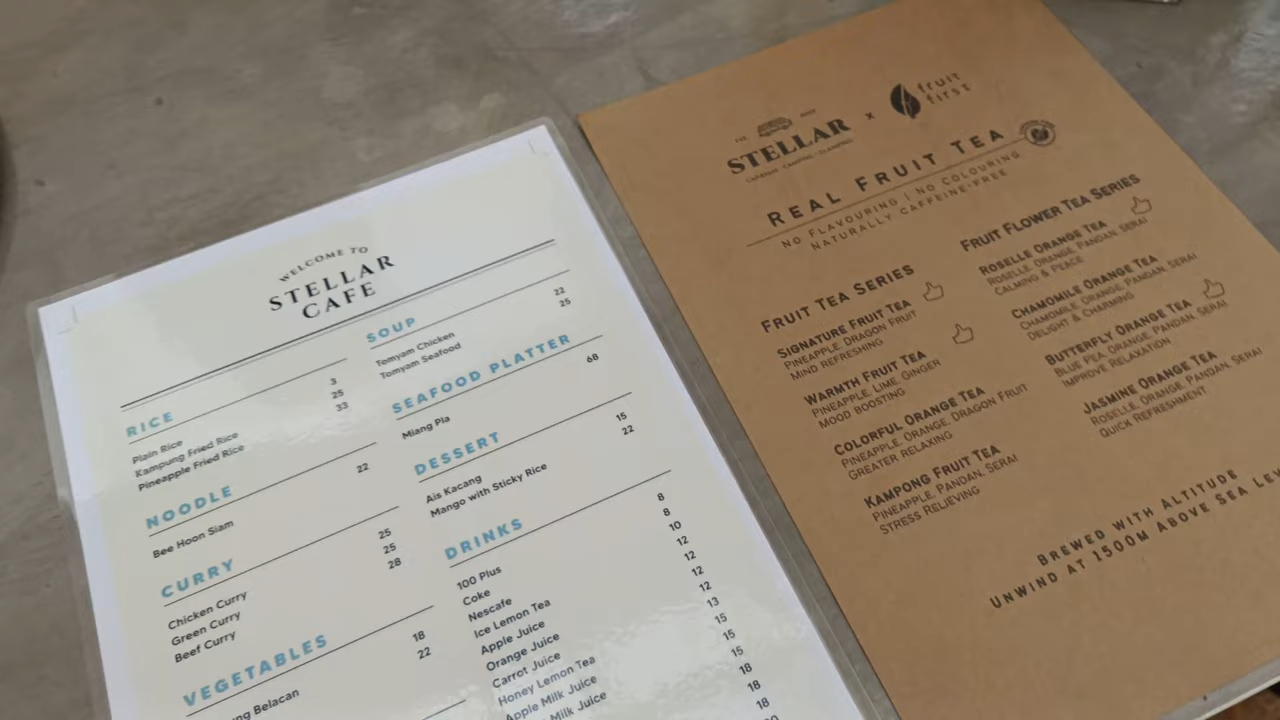 WELCOME TO
STELLAR
CAFE
RICE
Plain Rice 3
Kampung Fried Rice 25
Pineapple Fried Rice 33
NOODLE
Bee Hoon Siam 22
CURRY
Chicken Curry 25
Green Curry 25
Beef Curry 28
VEGETABLES
18
Belacan
22
SOUP
Tomyam Chicken 22
Tomyam Seafood 25
SEAFOOD PLATTER
Miang Pla 68
DESSERT
Ais Kacang 15
Mango with Sticky Rice 22
DRINKS
100 Plus 8
Coke 8
Nescafe 10
Ice Lemon Tea 12
Apple Juice 12
Orange Juice 12
Carrot Juice 13
Honey Lemon Tea 15
Apple Milk Juice 15
Milk Juice 15
18
18
18
STELLAR x fruit first
REAL FRUIT TEA
NO FLAVOURING | NO COLOURING
NATURALLY CAFFEINE-FREE
FRUIT TEA SERIES
SIGNATURE FRUIT TEA
PINEAPPLE, DRAGON FRUIT
MIND REFRESHING
WARMTH FRUIT TEA
PINEAPPLE, LIME, GINGER
MOOD BOOSTING
COLORFUL ORANGE TEA
PINEAPPLE, ORANGE, DRAGON FRUIT
GREATER RELAXING
KAMPONG FRUIT TEA
PINEAPPLE, PANDAN, SERAI
STRESS RELIEVING
FRUIT FLOWER TEA SERIES
ROSELLE ORANGE TEA
ROSELLE, ORANGE, PANDAN, SERAI
CALMING & PEACE
CHAMOMILE ORANGE TEA
CHAMOMILE, ORANGE, PANDAN, SERAI
DELIGHT & CHARMING
BUTTERFLY ORANGE TEA
BLUE PEA, ORANGE, PANDAN, SERAI
IMPROVE RELAXATION
JASMINE ORANGE TEA
ROSELLE, ORANGE, PANDAN, SERAI
QUICK REFRESHMENT
BREWED WITH ALTITUDE
UNWIND AT 1500M ABOVE SEA